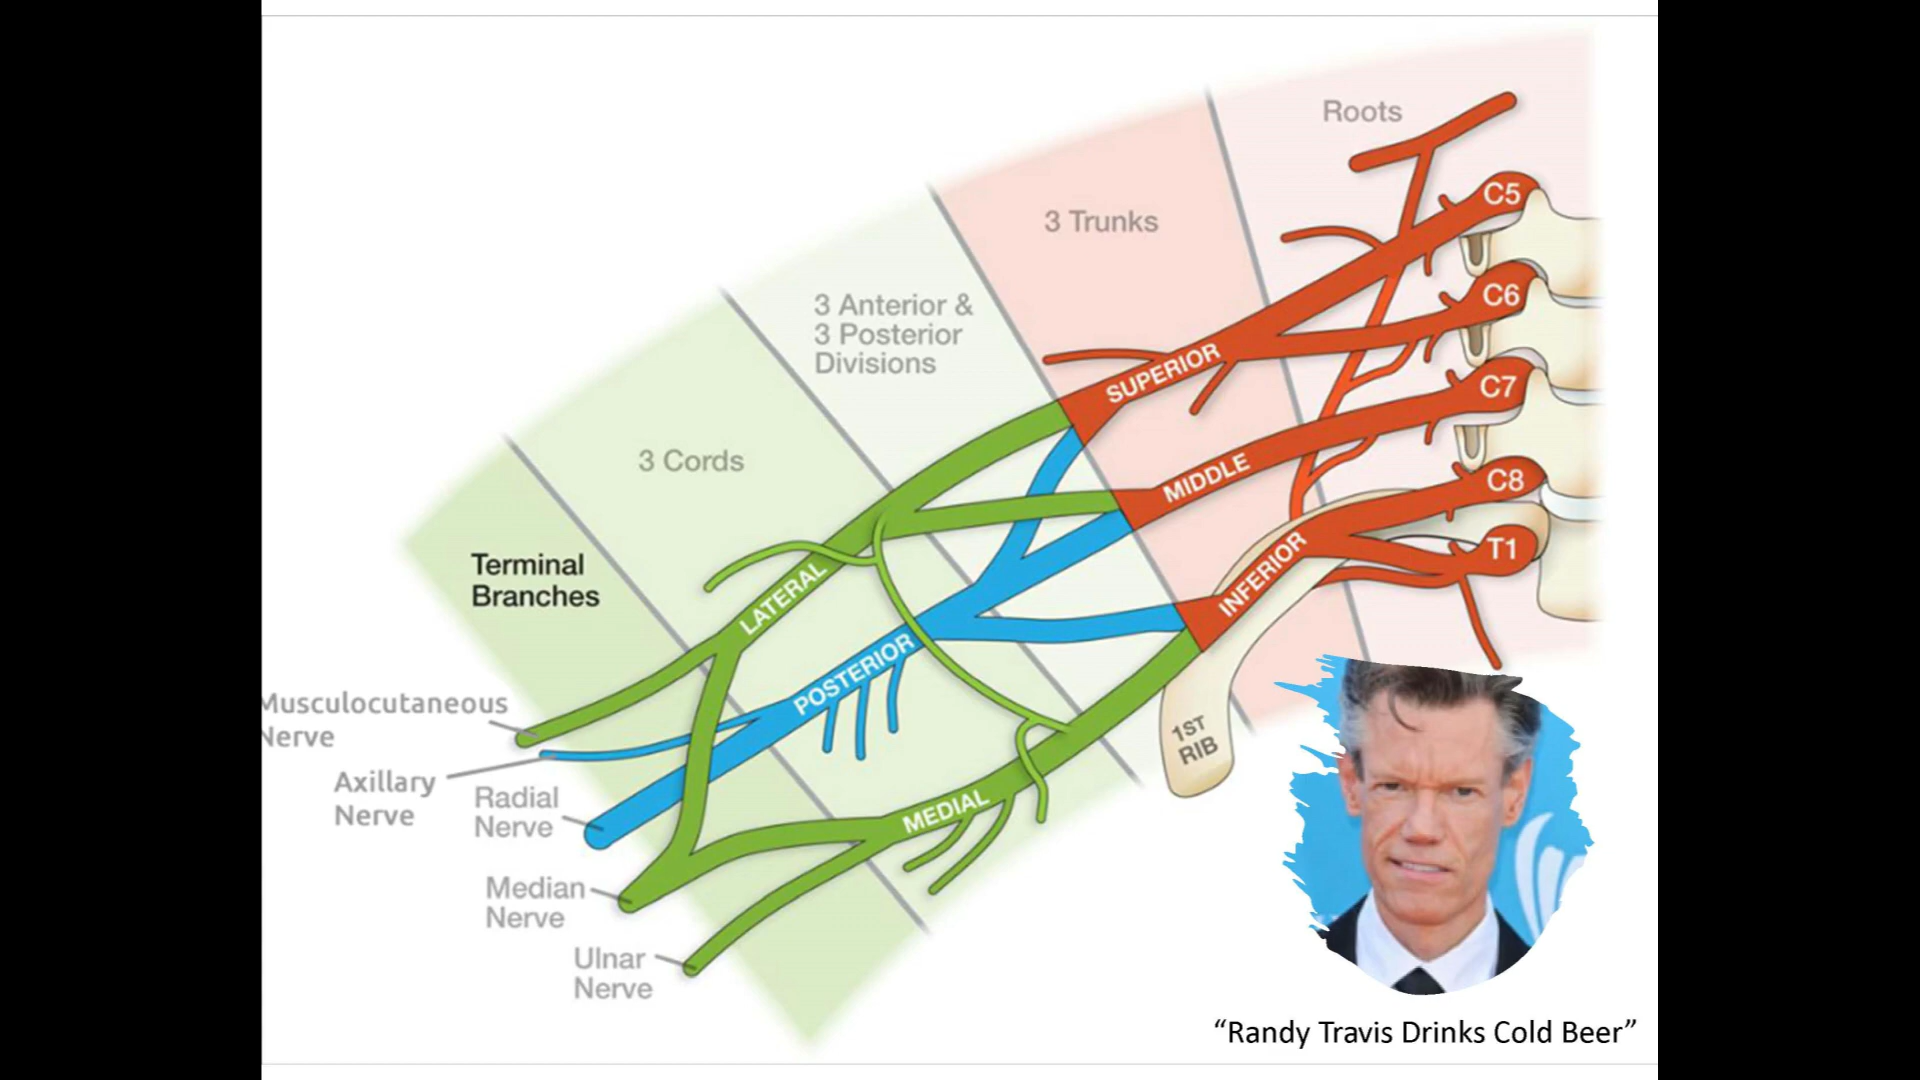 Roots
C5
3 Trunks
C6
3 Anterior &
3 Posterior
Divisions
SUPERIOR
C7
3 Cords
MIDDLE
C8
T1
Terminal
Branches
INFERIOR
LATERAL
POSTERIOR
Musculocutaneous
Nerve
1ST
RIB
Axillary
Nerve
Radial
Nerve
MEDIAL
Median
Nerve
Ulnar
Nerve
“Randy Travis Drinks Cold Beer”